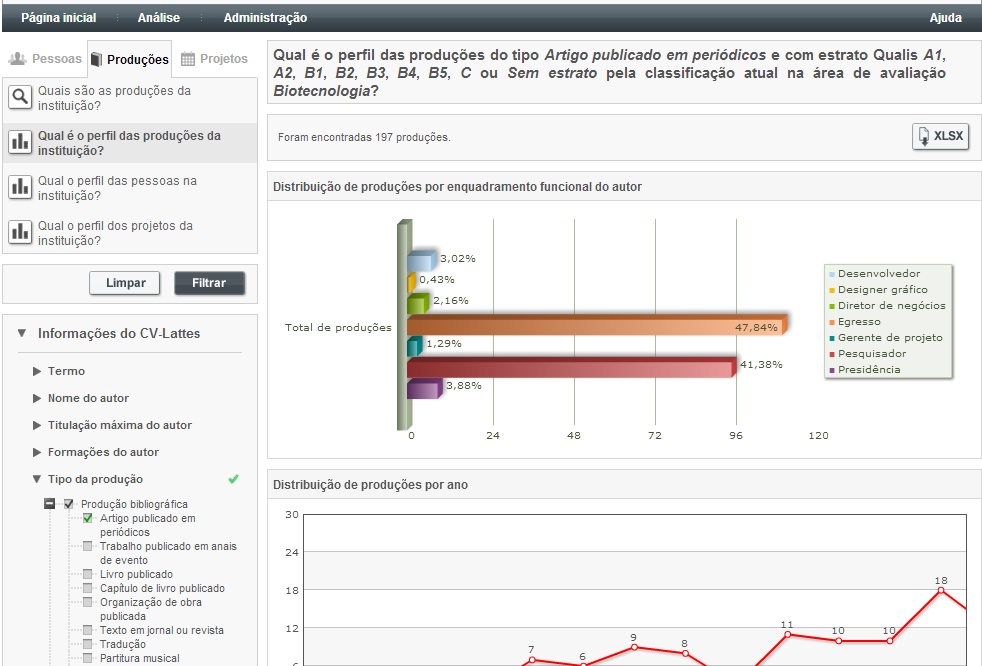 Página inicial
Análise
Administração
Ajuda
Pessoas
Produções
Projetos
Quais são as produções da
instituição?
Qual é o perfil das produções da
instituição?
Qual o perfil das pessoas na
instituição?
Qual o perfil dos projetos da
instituição?
Limpar
Filtrar
Informações do CV-Lattes
Termo
Nome do autor
Titulação máxima do autor
Formações do autor
Tipo da produção
Produção bibliográfica
Artigo publicado em
periódicos
Trabalho publicado em anais
de evento
Livro publicado
Capítulo de livro publicado
Organização de obra
publicada
Texto em jornal ou revista
Tradução
Partitura musical
Qual é o perfil das produções do tipo Artigo publicado em periódicos e com estrato Qualis A1,
A2, B1, B2, B3, B4, B5, C ou Sem estrato pela classificação atual na área de avaliação
Biotecnologia?
Foram encontradas 197 produções.
XLSX
Distribuição de produções por enquadramento funcional do autor
Total de produções
3,02%
0,43%
2,16%
47,84%
1,29%
41,38%
3,88%
0 24 48 72 96 120
Desenvolvedor
Designer gráfico
Diretor de negócios
Egresso
Gerente de projeto
Pesquisador
Presidência
Distribuição de produções por ano
30
24
18
12
7
6
9
8
11
10
10
18